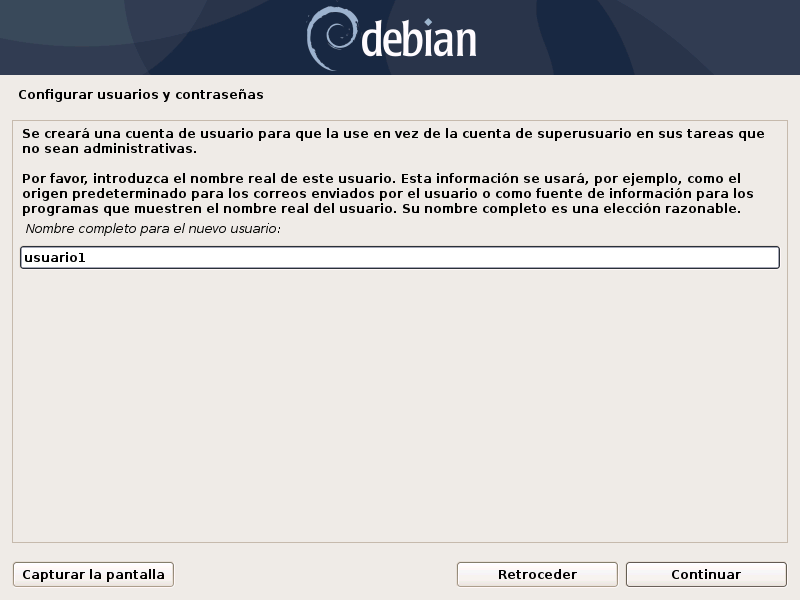 debian
Configurar usuarios y contraseñas
Se creará una cuenta de usuario para que la use en vez de la cuenta de superusuario en sus tareas que
no sean administrativas.
Por favor, introduzca el nombre real de este usuario. Esta información se usará, por ejemplo, como el
origen predeterminado para los correos enviados por el usuario o como fuente de información para los
programas que muestren el nombre real del usuario. Su nombre completo es una elección razonable.
Nombre completo para el nuevo usuario:
usuario1
Capturar la pantalla
Retroceder
Continuar